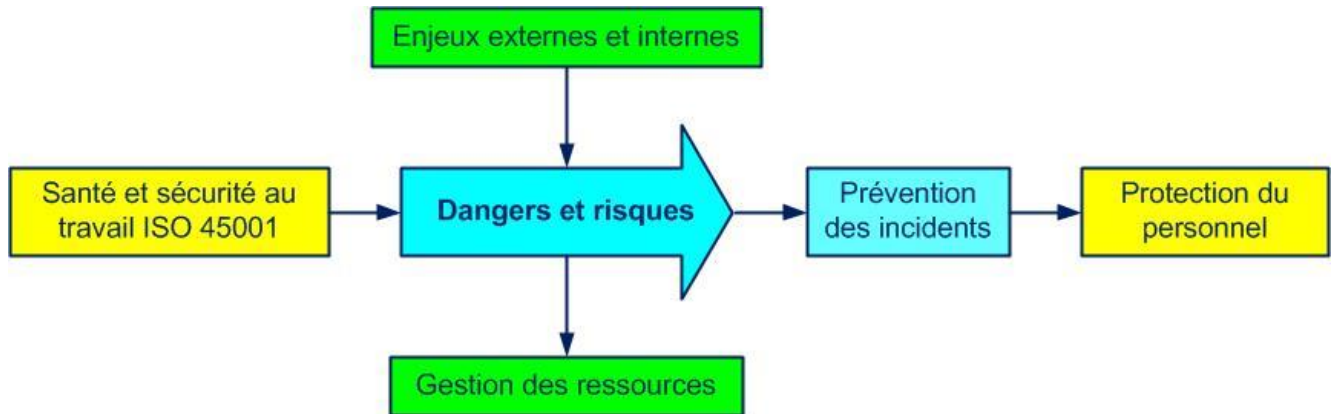 Enjeux externes et internes
Santé et sécurité au
travail ISO 45001
Dangers et risques
Prévention
des incidents
Protection du
personnel
Gestion des ressources